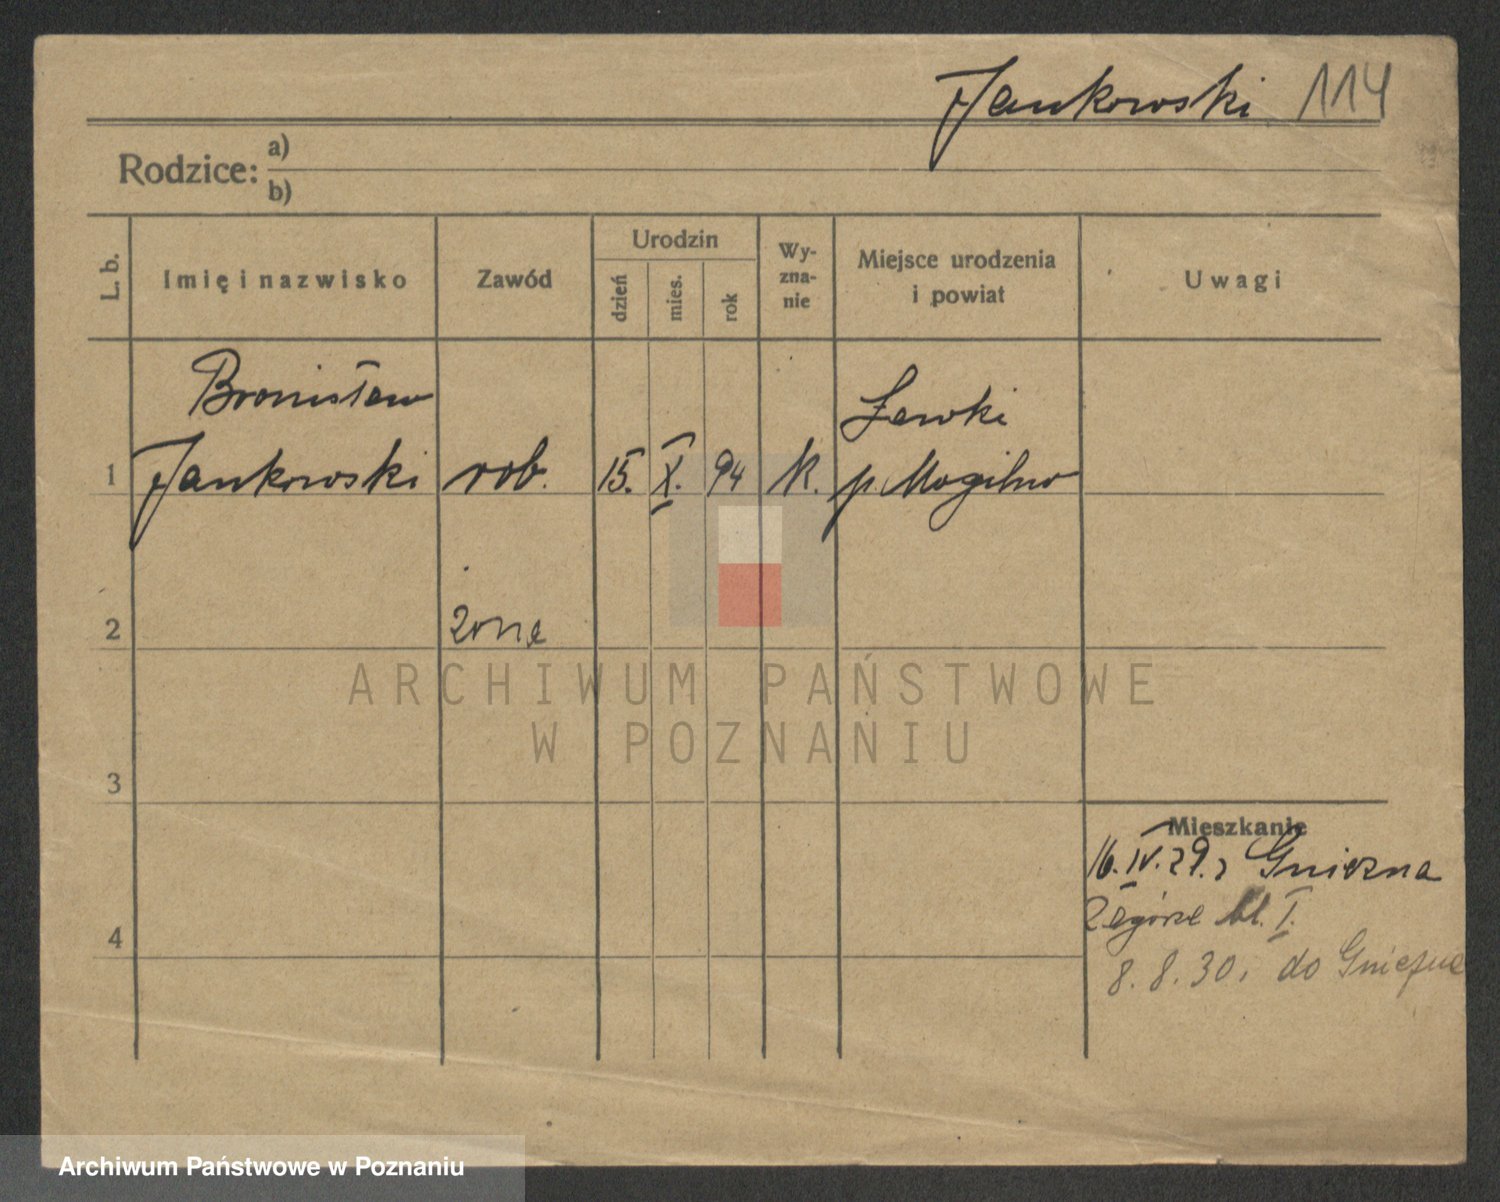 Jankowski 114
Rodzice: a)
b)
L. b.
Imię i nazwisko
Zawód
Urodzin
dzień
mies.
rok
Wy-
zna-
nie
Miejsce urodzenia
i powiat
Uwagi
Bronisław
1 Jankowski rob. 15. X. 94 K. p Mogilno
2 żona
3
4
Mieszkanie
16. IV. 29. z Gniezna
Zagórze bl. I.
8. 8. 30. do Gniezna
ARCHIWUM PAŃSTWOWE
W POZNANIU
Archiwum Państwowe w Poznaniu